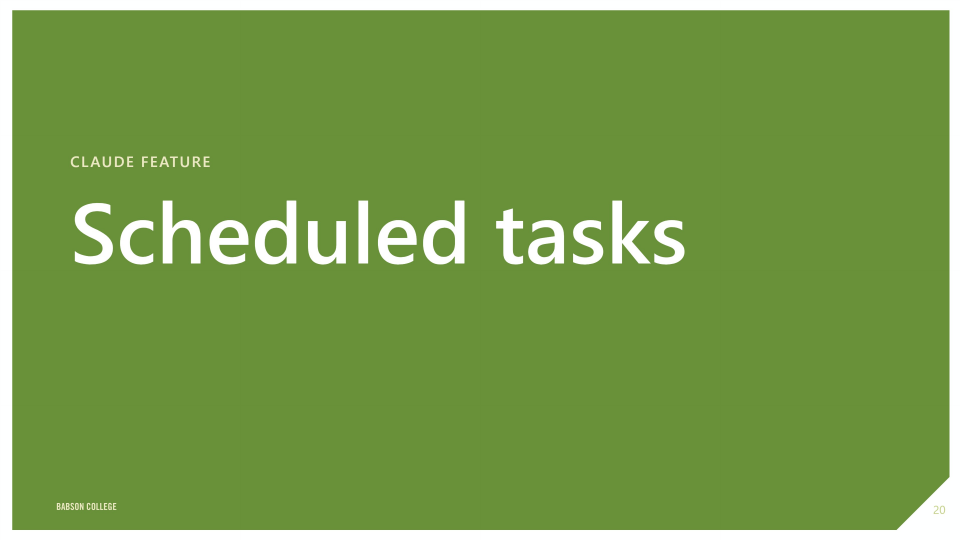 CLAUDE FEATURE
Scheduled tasks
BABSON COLLEGE
20